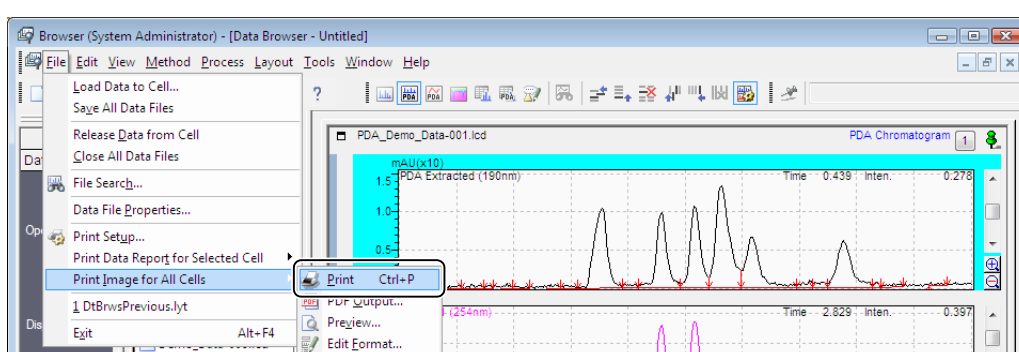 Browser (System Administrator) - [Data Browser - Untitled]
File Edit View Method Process Layout Tools Window Help
Load Data to Cell...
Save All Data Files
Release Data from Cell
Close All Data Files
File Search...
Data File Properties...
Print Setup...
Print Data Report for Selected Cell
Print Image for All Cells
1 DtBrwsPrevious.lyt
Exit Alt+F4
Print Ctrl+P
PDF Output...
Preview...
Edit Format...
?
PDA PDA
PDA_Demo_Data-001.lcd PDA Chromatogram 1
mAU(x10)
1.5 PDA Extracted (190nm) Time 0.439 Inten. 0.278
1.0
0.5
(254nm) Time 2.829 Inten. 0.397
Da
Op
Dis